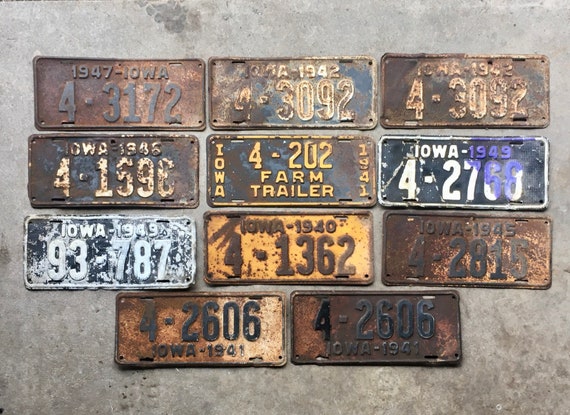 1947-IOWA
4-3172
IOWA-1942
4-3092
IOWA-1942
4-3092
IOWA-1946
4-1696
IOWA
4-202
FARM
TRAILER
1941
IOWA-1949
4-2766
IOWA-1949
93-787
IOWA-1940
4-1362
IOWA-1945
4-2815
4-2606
IOWA-1941
4-2606
IOWA-1941